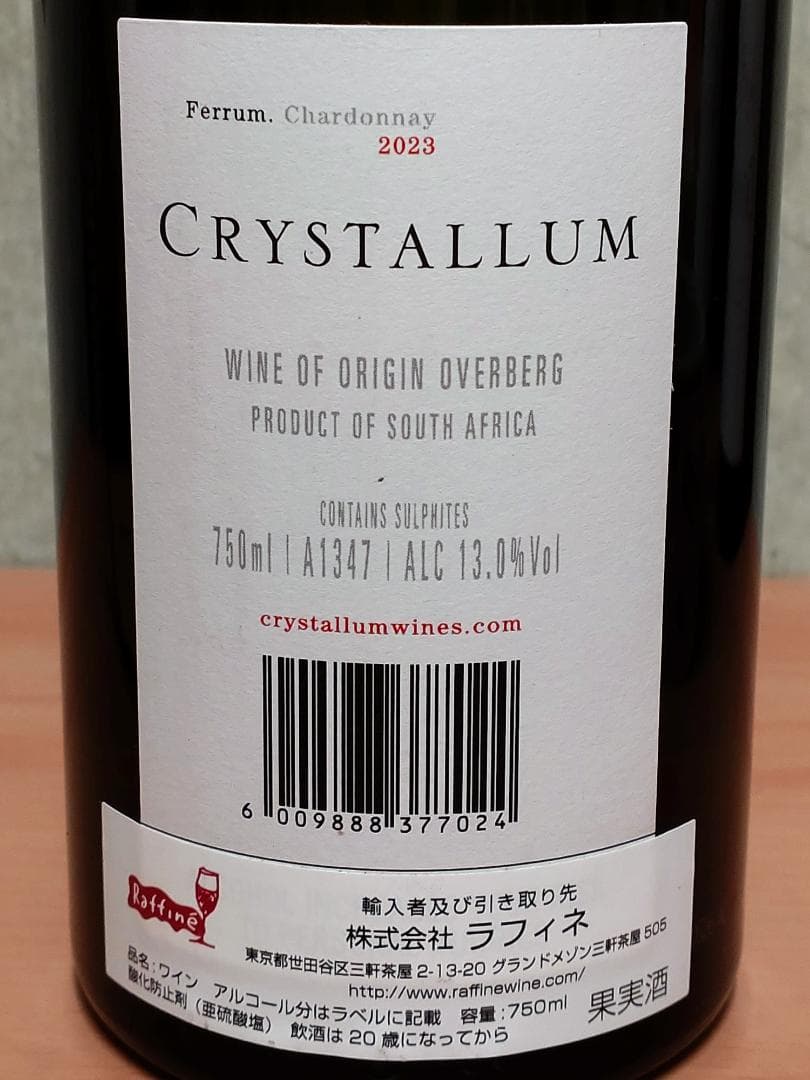 Ferrum. Chardonnay
2023
CRYSTALLUM
WINE OF ORIGIN OVERBERG
PRODUCT OF SOUTH AFRICA
CONTAINS SULPHITES
750ml | A1347 | ALC 13.0%Vol
crystallumwines.com
6 009888 377024
Raffiné
輸入者及び引き取り先
株式会社 ラフィネ
東京都世田谷区三軒茶屋 2-13-20 グランドメゾン三軒茶屋 505
http://www.raffinewine.com/
品名:ワイン アルコール分はラベルに記載 容量:750ml
酸化防止剤(亜硫酸塩) 飲酒は20歳になってから
果実酒